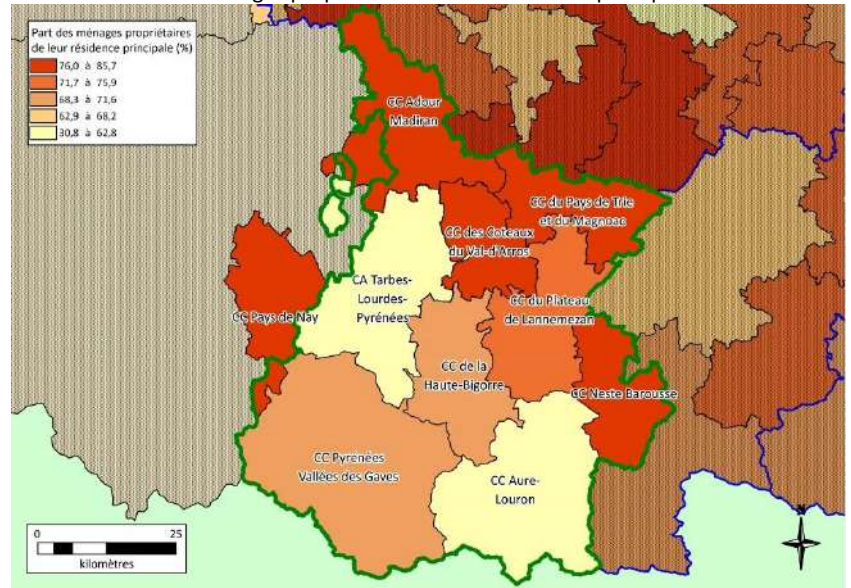 Part des ménages propriétaires
de leur résidence principale (%)
76,0 à 85,7
71,7 à 75,9
68,3 à 71,6
62,9 à 68,2
30,8 à 62,8
CC Adour
Madiran
CC du Pays de Trie
et du Magnoac
CC des Coteaux
du Val-d'Arros
CA Tarbes-
Lourdes-
Pyrénées
CC Pays de Nay
CC du Plateau
de Lannemezan
CC de la
Haute-Bigorre
CC Neste Barousse
CC Pyrénées
Vallées des Gaves
CC Aure-
Louron
0 25
kilomètres
N